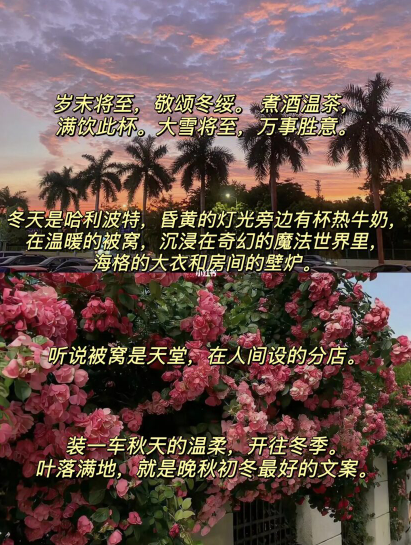 岁末将至，敬颂冬绥。 煮酒温茶，
满饮此杯。大雪将至，万事胜意。
冬天是哈利波特，昏黄的灯光旁边有杯热牛奶，
在温暖的被窝，沉浸在奇幻的魔法世界里，
海格的大衣和房间的壁炉。
小红书
听说被窝是天堂，在人间设的分店。
装一车秋天的温柔，开往冬季。
叶落满地，就是晚秋初冬最好的文案。